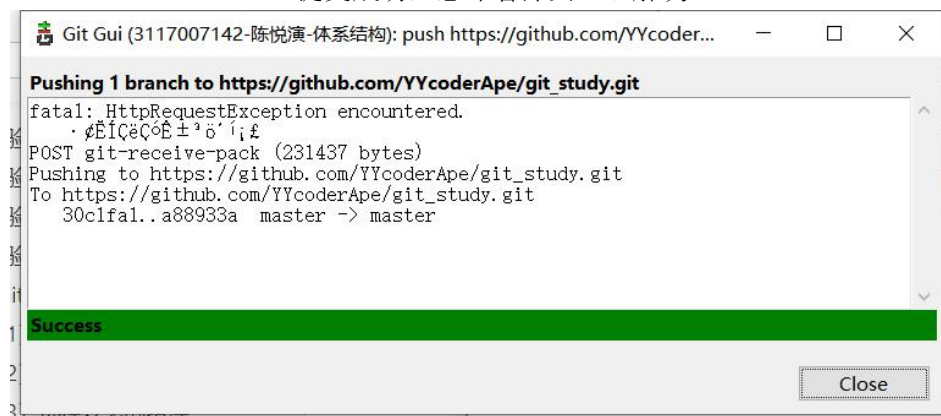 Git Gui (3117007142-陈悦演-体系结构): push https://github.com/YYcoder...
Pushing 1 branch to https://github.com/YYcoderApe/git_study.git
fatal: HttpRequestException encountered.
·¢ËÍÇëÇóÊ±³ö´í¡£
POST git-receive-pack (231437 bytes)
Pushing to https://github.com/YYcoderApe/git_study.git
To https://github.com/YYcoderApe/git_study.git
30c1fa1..a88933a master -> master
Success
Close